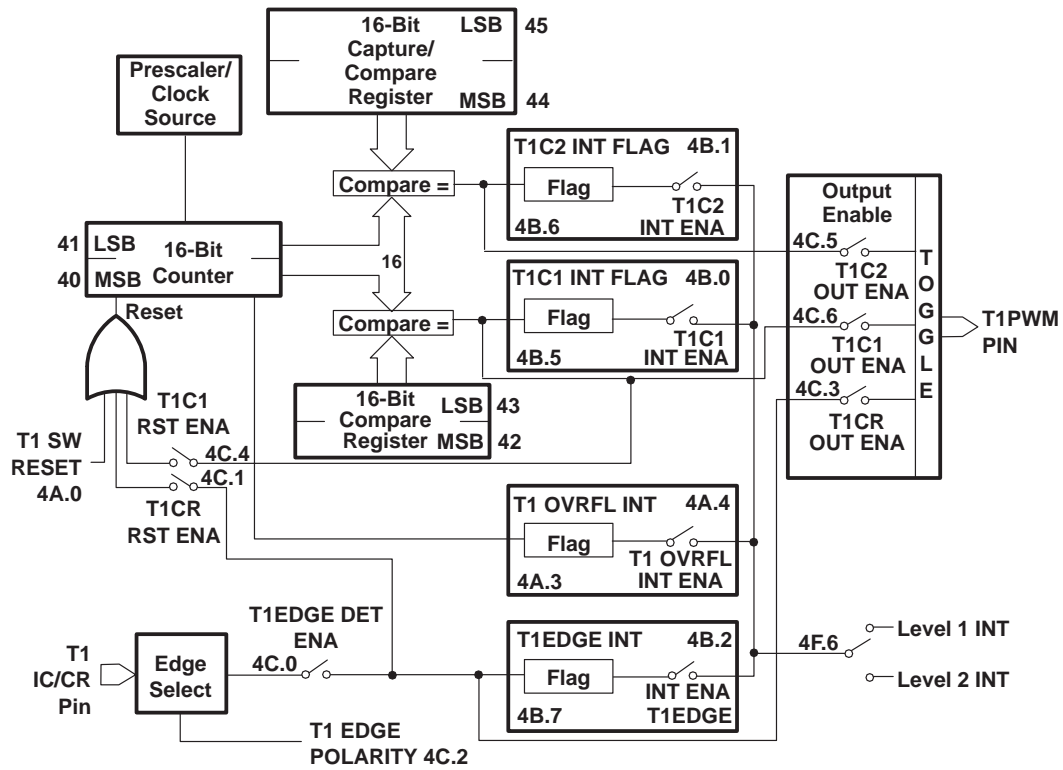 16-Bit
Capture/
Compare
Register
LSB 45
MSB 44
Prescaler/
Clock
Source
Compare =
T1C2 INT FLAG 4B.1
Flag
T1C2
INT ENA
4B.6
Output
Enable
4C.5
T1C2
OUT ENA
4C.6
T1C1
OUT ENA
4C.3
T1CR
OUT ENA
TOGGLE
T1PWM
PIN
41 LSB
40 MSB
16-Bit
Counter
16
Reset
T1C1 INT FLAG 4B.0
Flag
T1C1
INT ENA
4B.5
Compare =
16-Bit
Compare
Register
LSB 43
MSB 42
T1C1
RST ENA
T1 SW
RESET
4A.0
4C.4
4C.1
T1CR
RST ENA
T1 OVRFL INT 4A.4
Flag
T1 OVRFL
INT ENA
4A.3
T1EDGE DET
ENA
T1
IC/CR
Pin
Edge
Select
4C.0
T1EDGE INT 4B.2
Flag
INT ENA
T1EDGE
4B.7
4F.6
Level 1 INT
Level 2 INT
T1 EDGE
POLARITY 4C.2